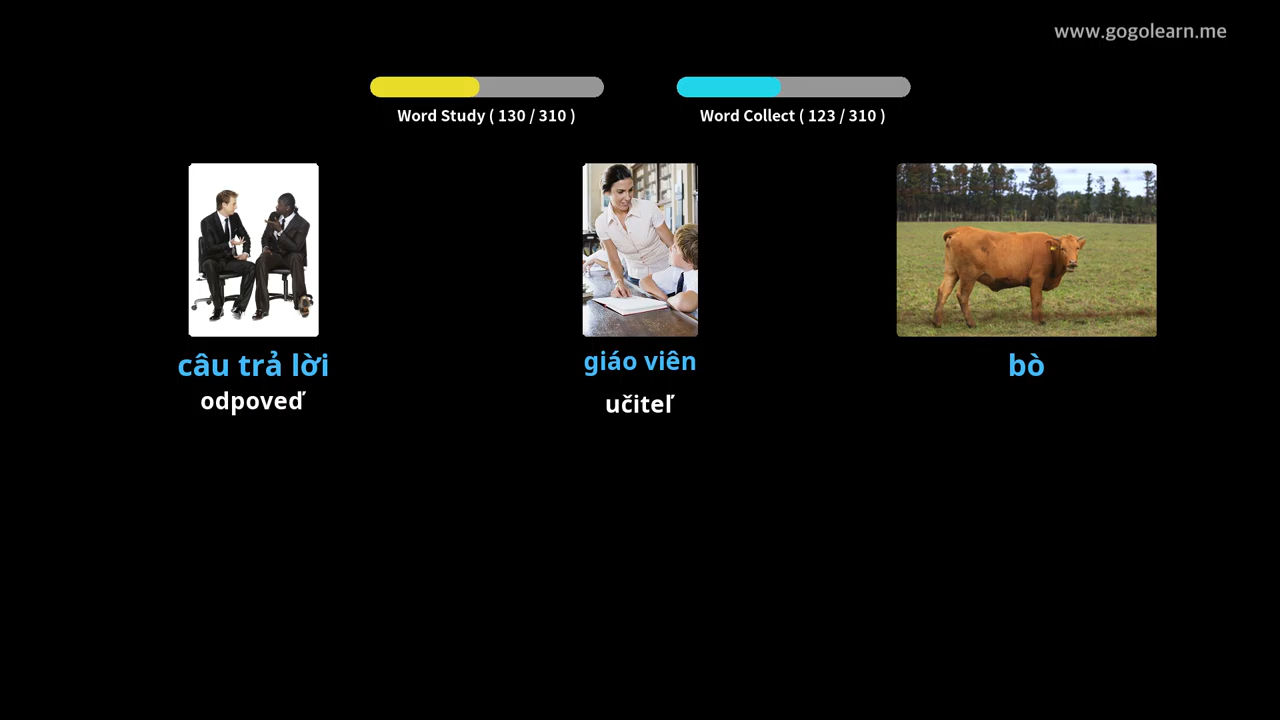 www.gogolearn.me
Word Study ( 130 / 310 )
Word Collect ( 123 / 310 )
câu trả lời
giáo viên
bò
odpoveď
učiteľ